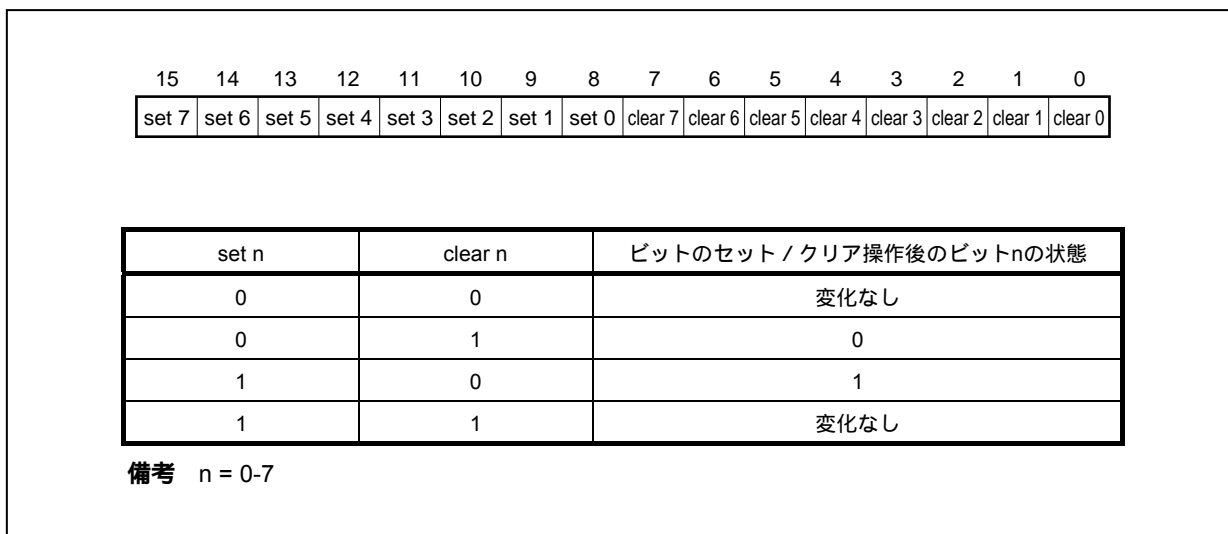 15 14 13 12 11 10 9 8 7 6 5 4 3 2 1 0
set 7 set 6 set 5 set 4 set 3 set 2 set 1 set 0 clear 7 clear 6 clear 5 clear 4 clear 3 clear 2 clear 1 clear 0
set n clear n ビットのセット／クリア操作後のビットnの状態
0 0 変化なし
0 1 0
1 0 1
1 1 変化なし
備考 n = 0-7